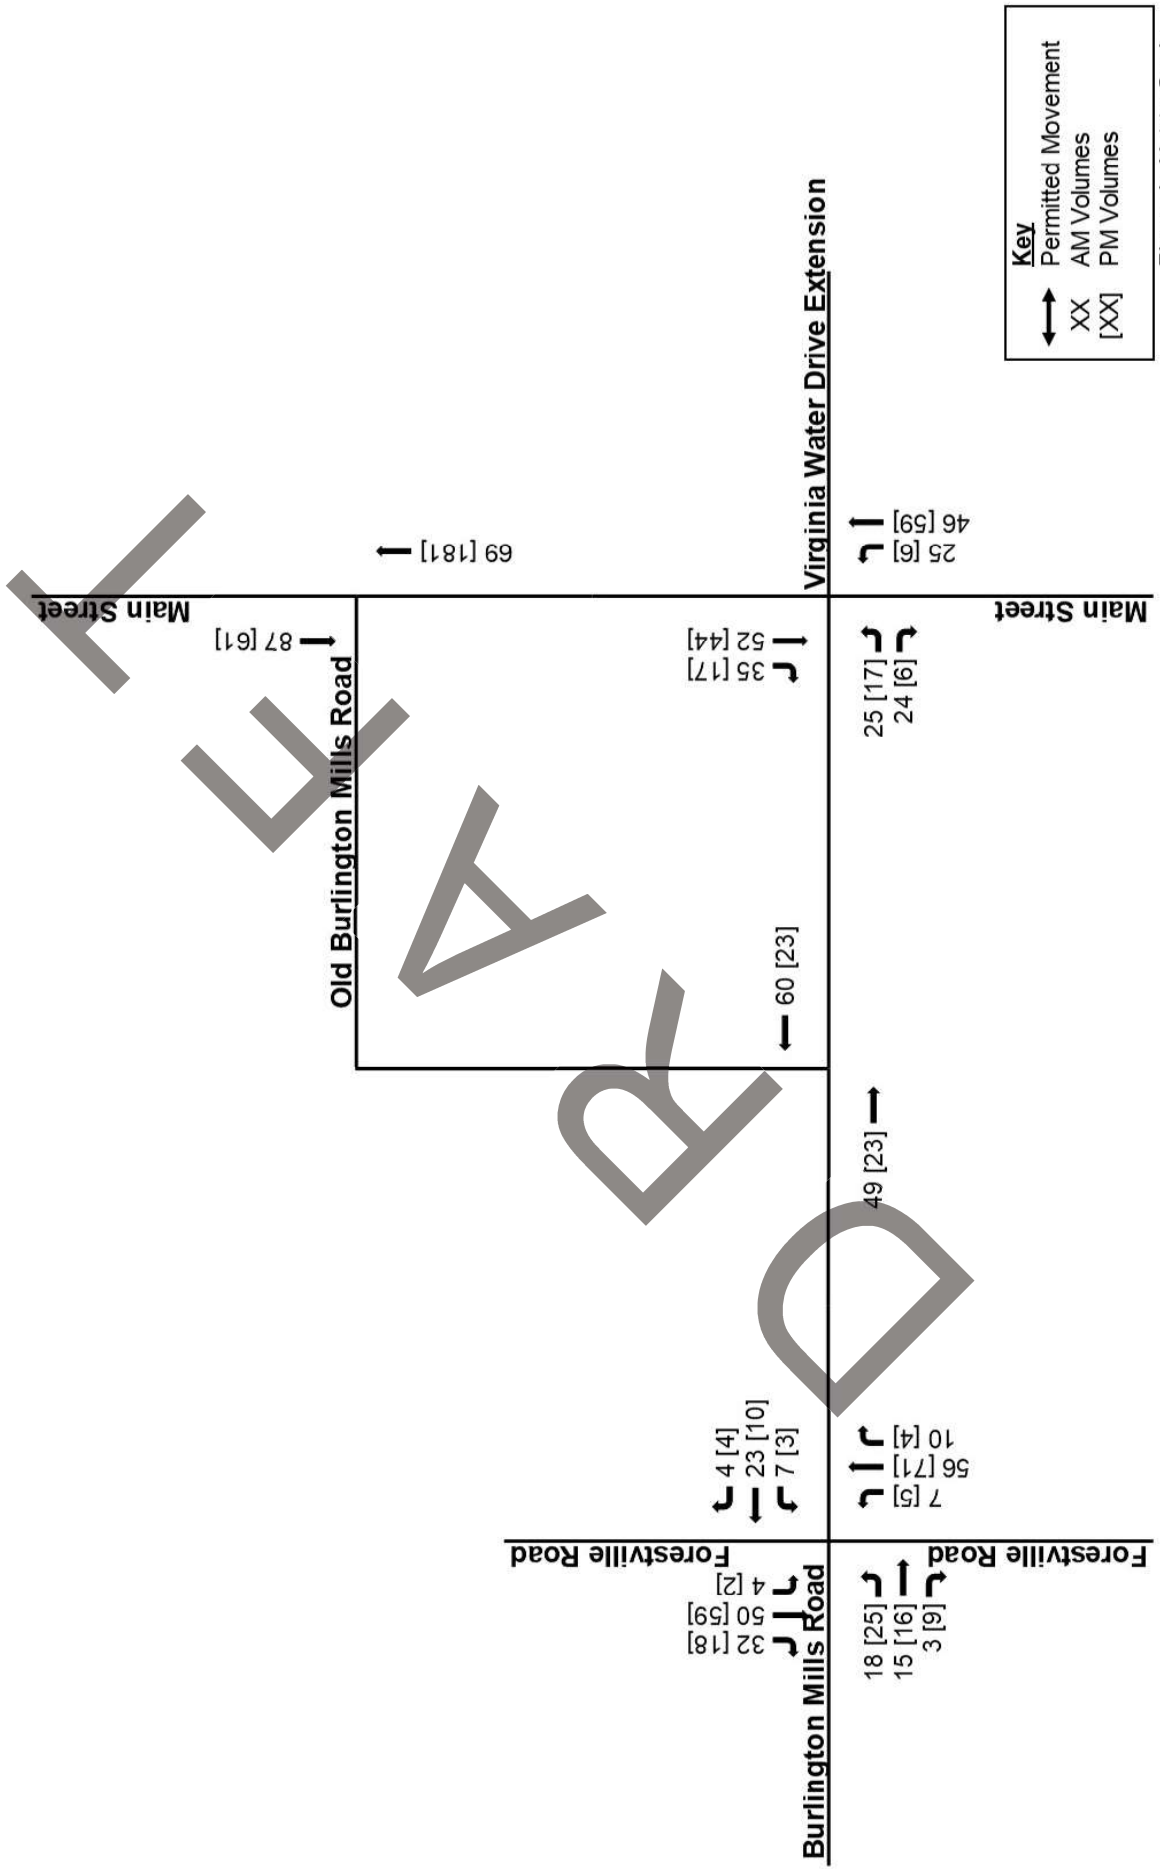 Main Street
87 [61]
69 [181]
Old Burlington Mills Road
52 [44]
35 [17]
Virginia Water Drive Extension
46 [59]
25 [6]
25 [17]
24 [6]
Main Street
60 [23]
49 [23]
4 [4]
23 [10]
7 [3]
Forestville Road
4 [2]
50 [59]
32 [18]
Burlington Mills Road
10 [4]
56 [71]
7 [5]
18 [25]
15 [16]
3 [9]
Forestville Road
Key
Permitted Movement
XX AM Volumes
[XX] PM Volumes
DRAFT